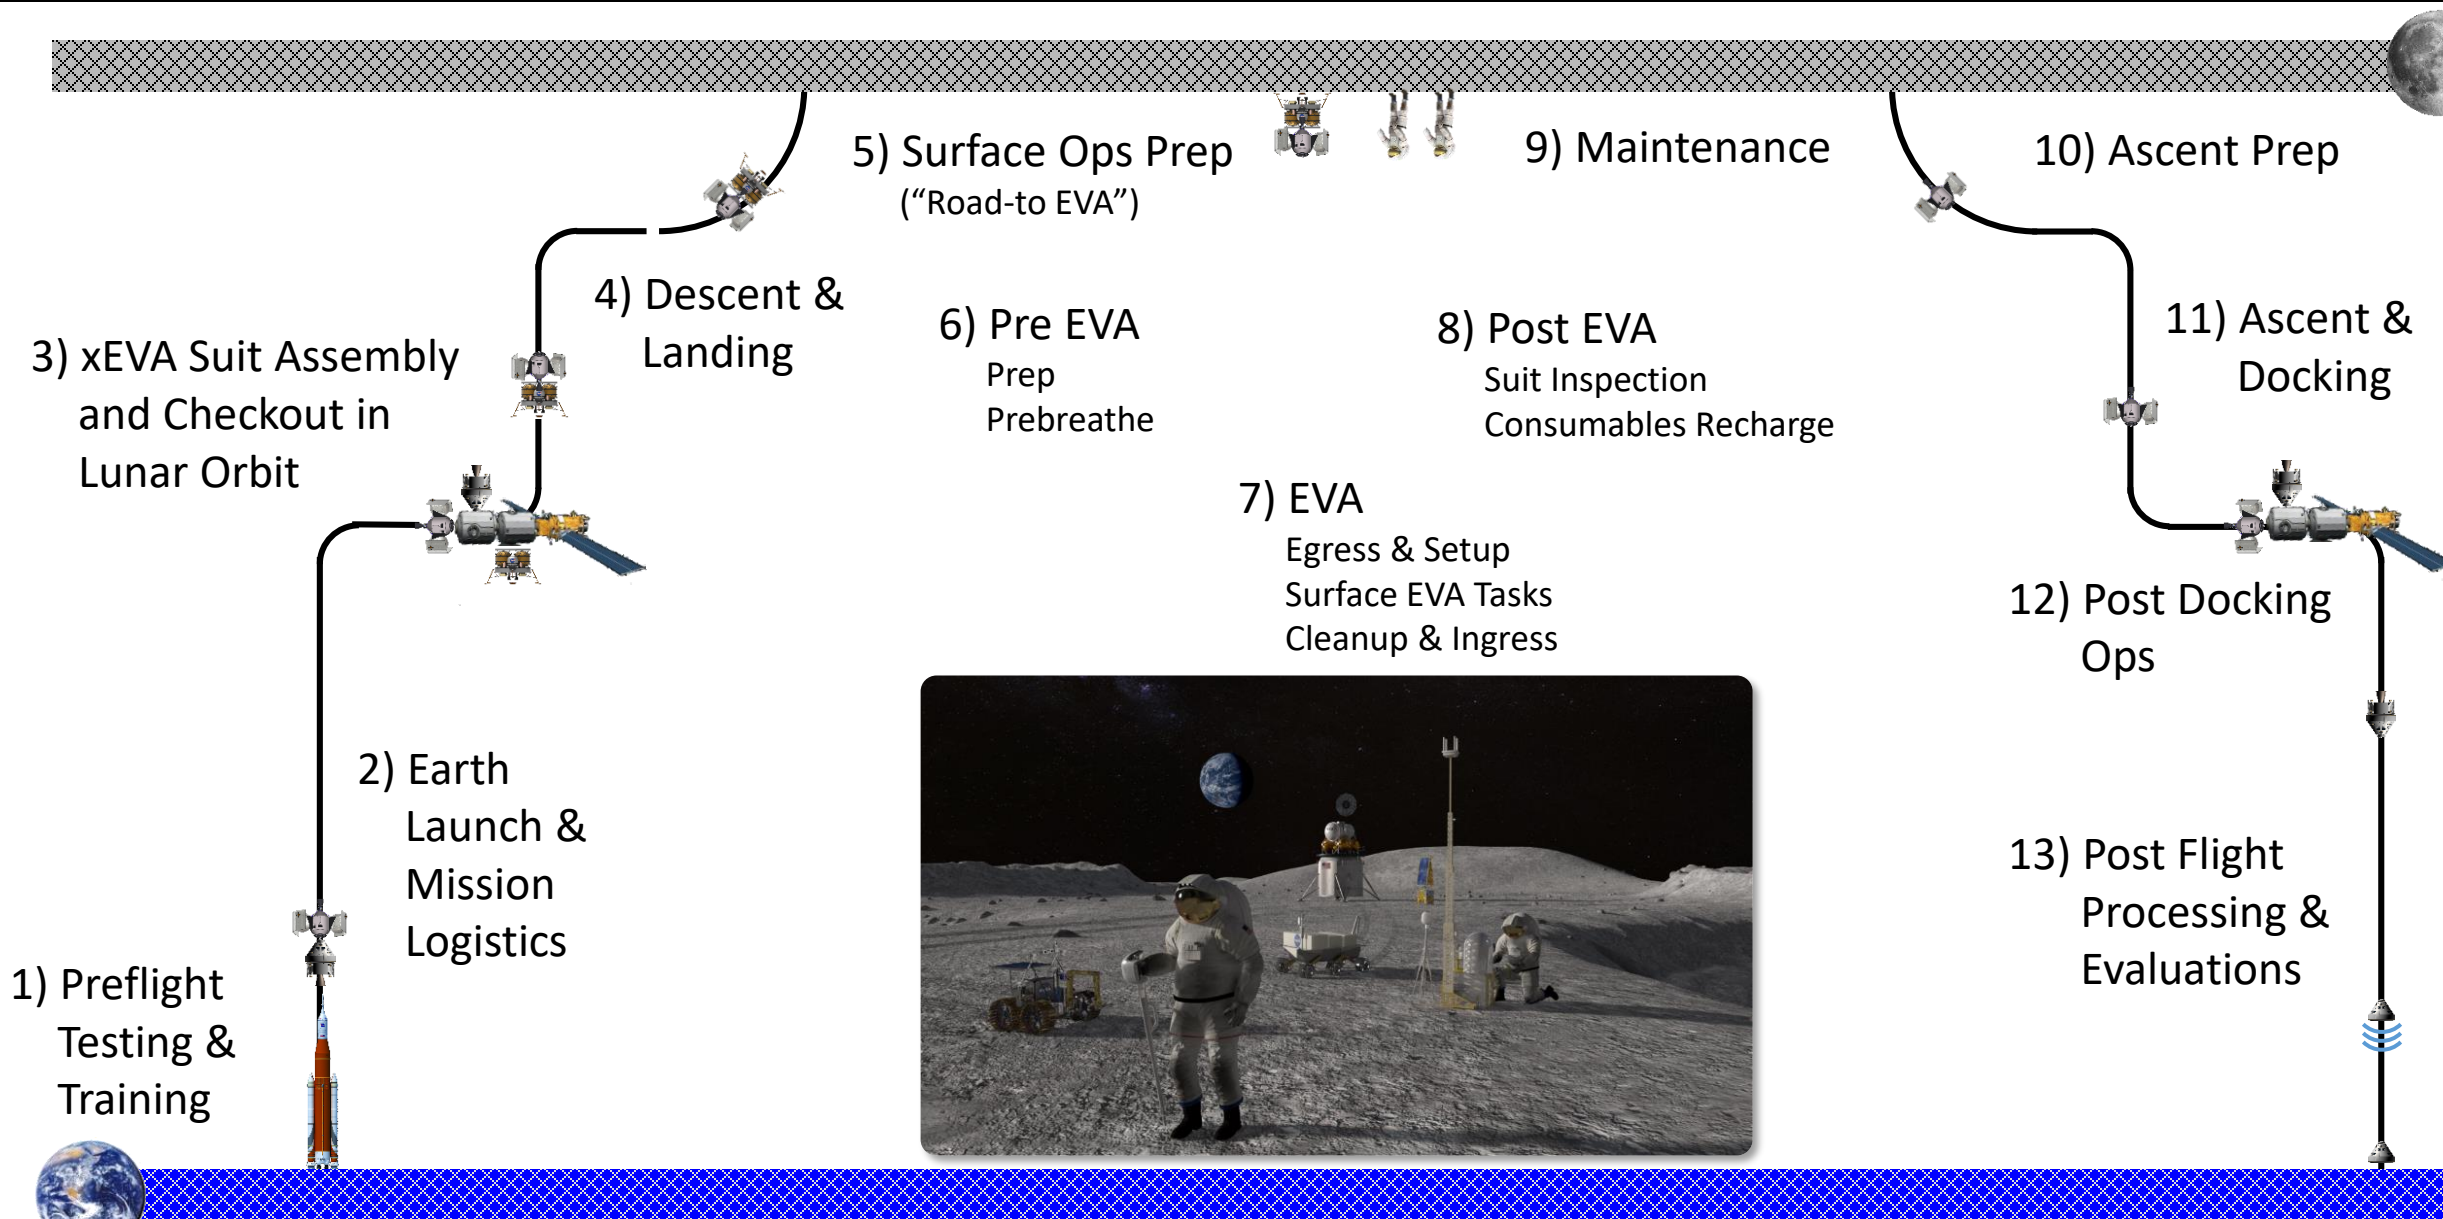 1) Preflight
Testing &
Training
2) Earth
Launch &
Mission
Logistics
3) xEVA Suit Assembly
and Checkout in
Lunar Orbit
4) Descent &
Landing
5) Surface Ops Prep
(“Road-to EVA”)
6) Pre EVA
Prep
Prebreathe
7) EVA
Egress & Setup
Surface EVA Tasks
Cleanup & Ingress
8) Post EVA
Suit Inspection
Consumables Recharge
9) Maintenance
10) Ascent Prep
11) Ascent &
Docking
12) Post Docking
Ops
13) Post Flight
Processing &
Evaluations